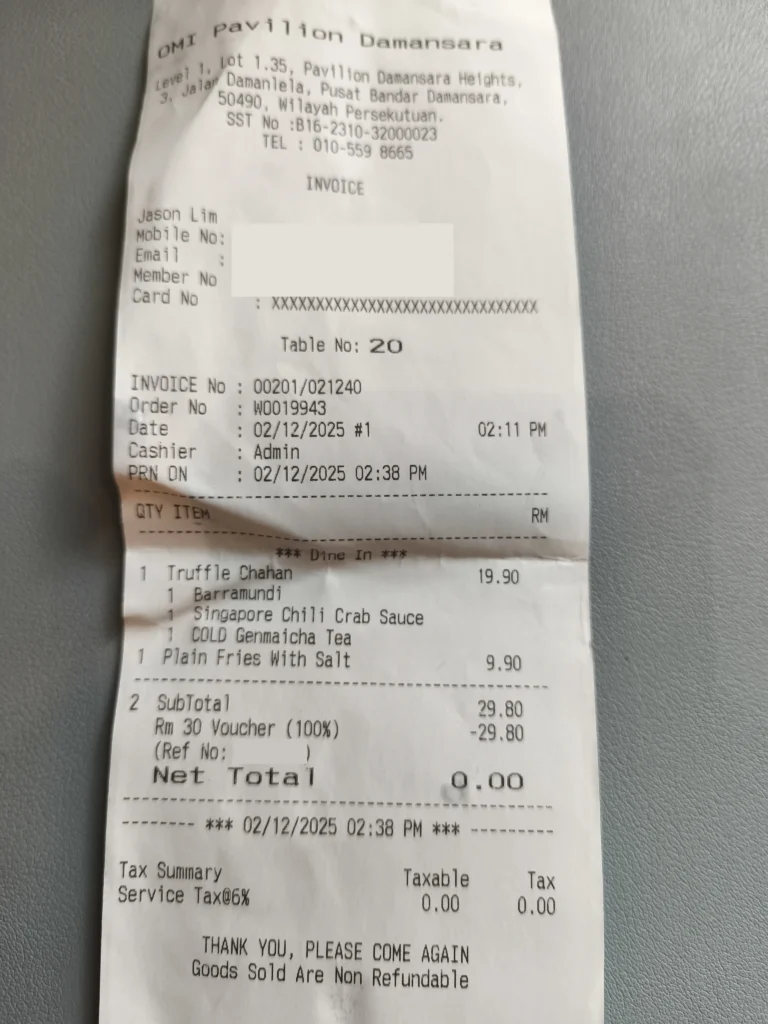 OMI Pavilion Damansara
Level 1, Lot 1.35, Pavilion Damansara Heights,
3, Jalan Damanlela, Pusat Bandar Damansara,
50490, Wilayah Persekutuan.
SST No :B16-2310-32000023
TEL : 010-559 8665
INVOICE
Jason Lim
Mobile No:
Email :
Member No
Card No : XXXXXXXXXXXXXXXXXXXXXXXXXXXXXX
Table No: 20
INVOICE No : 00201/021240
Order No : W0019943
Date : 02/12/2025 #1 02:11 PM
Cashier : Admin
PRN ON : 02/12/2025 02:38 PM
QTY ITEM RM
*** Dine In ***
1 Truffle Chahan 19.90
1 Barramundi
1 Singapore Chili Crab Sauce
1 COLD Genmaicha Tea
1 Plain Fries With Salt 9.90
2 SubTotal 29.80
Rm 30 Voucher (100%) -29.80
(Ref No: )
Net Total 0.00
-------- *** 02/12/2025 02:38 PM *** ---------
Tax Summary Taxable Tax
Service Tax@6% 0.00 0.00
THANK YOU, PLEASE COME AGAIN
Goods Sold Are Non Refundable